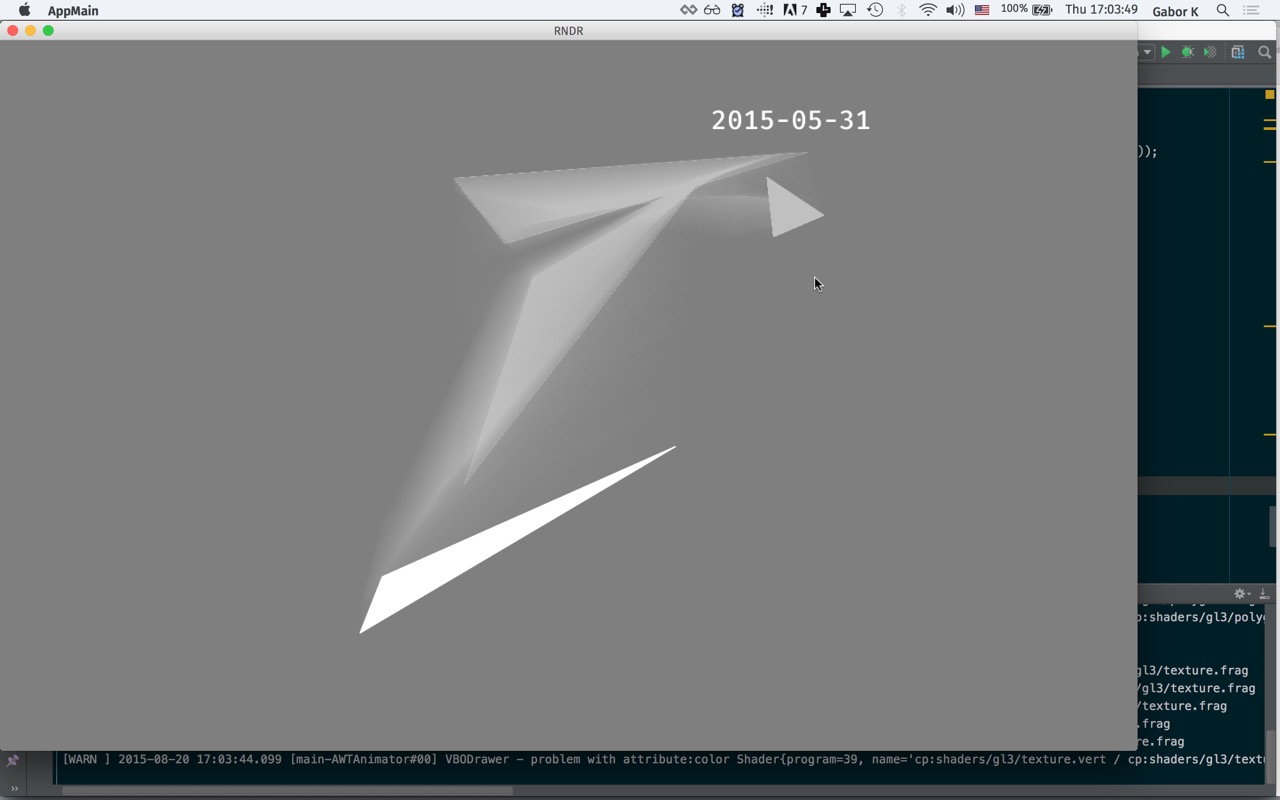 AppMain
7
100%
Thu 17:03:49
Gabor K
RNDR
2015-05-31
));
cp:shaders/gl3/poly
gl3/texture.frag
/gl3/texture.frag
/texture.frag
.frag
re.frag
[WARN ] 2015-08-20 17:03:44.099 [main-AWTAnimator#00] VBODrawer - problem with attribute:color Shader{program=39, name='cp:shaders/gl3/texture.vert / cp:shaders/gl3/text